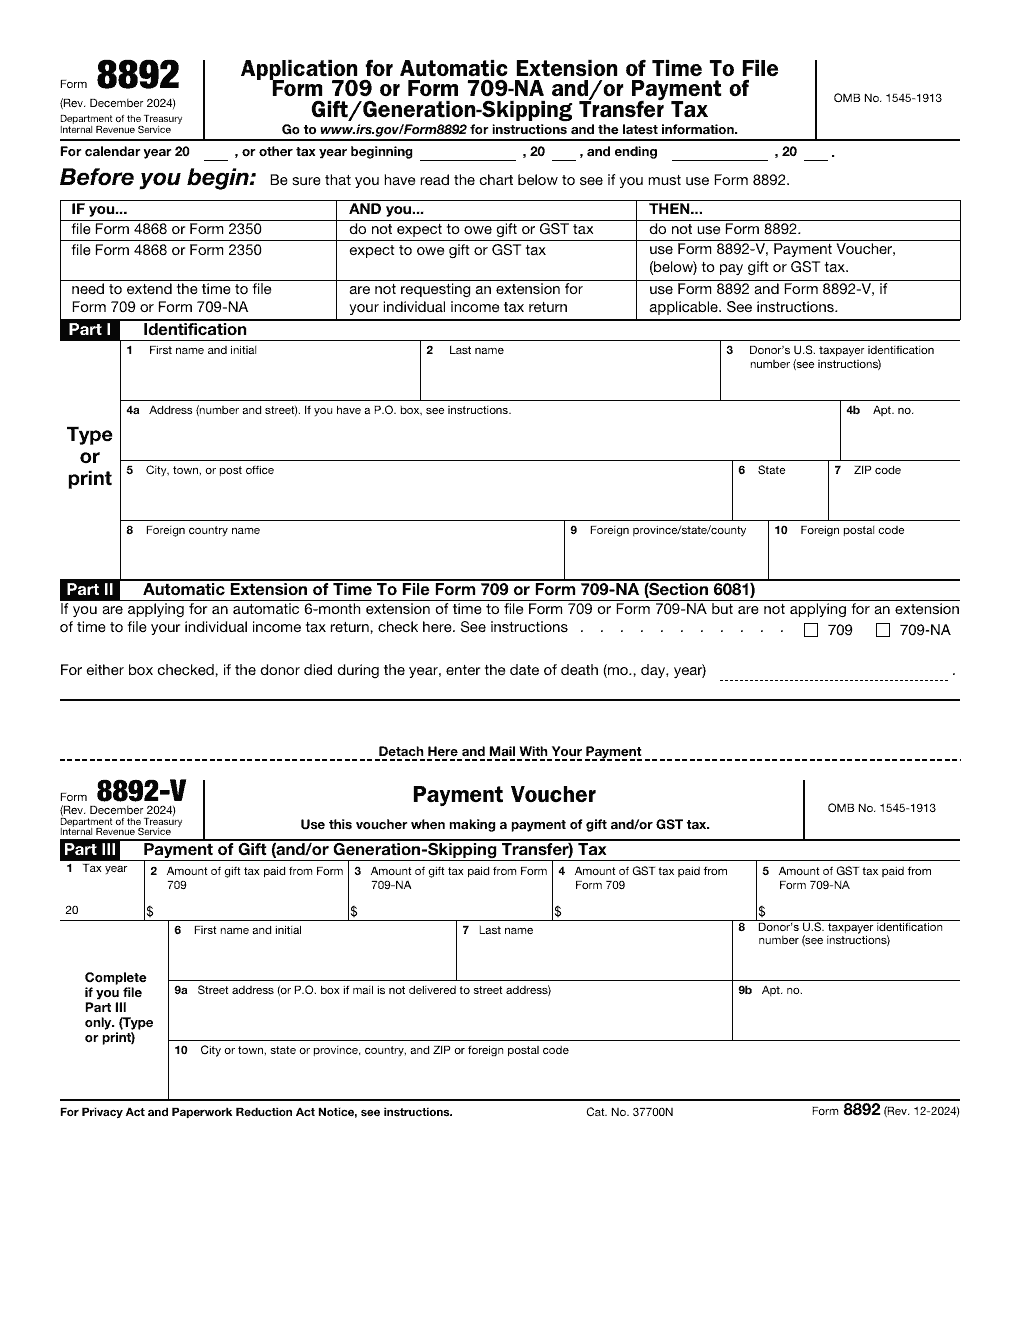 Form 8892
(Rev. December 2024)
Department of the Treasury
Internal Revenue Service
Application for Automatic Extension of Time To File
Form 709 or Form 709-NA and/or Payment of
Gift/Generation-Skipping Transfer Tax
Go to www.irs.gov/Form8892 for instructions and the latest information.
OMB No. 1545-1913
For calendar year 20 , or other tax year beginning , 20 , and ending , 20 .
Before you begin: Be sure that you have read the chart below to see if you must use Form 8892.
IF you... AND you... THEN...
file Form 4868 or Form 2350 do not expect to owe gift or GST tax do not use Form 8892.
file Form 4868 or Form 2350 expect to owe gift or GST tax use Form 8892-V, Payment Voucher,
(below) to pay gift or GST tax.
need to extend the time to file are not requesting an extension for use Form 8892 and Form 8892-V, if
Form 709 or Form 709-NA your individual income tax return applicable. See instructions.
Part I Identification
Type
or
print
1 First name and initial 2 Last name 3 Donor's U.S. taxpayer identification
number (see instructions)
4a Address (number and street). If you have a P.O. box, see instructions. 4b Apt. no.
5 City, town, or post office 6 State 7 ZIP code
8 Foreign country name 9 Foreign province/state/county 10 Foreign postal code
Part II Automatic Extension of Time To File Form 709 or Form 709-NA (Section 6081)
If you are applying for an automatic 6-month extension of time to file Form 709 or Form 709-NA but are not applying for an extension
of time to file your individual income tax return, check here. See instructions . . . . . . . . . . . 709 709-NA
For either box checked, if the donor died during the year, enter the date of death (mo., day, year) .
Detach Here and Mail With Your Payment
Form 8892-V
(Rev. December 2024)
Department of the Treasury
Internal Revenue Service
Payment Voucher
Use this voucher when making a payment of gift and/or GST tax.
OMB No. 1545-1913
Part III Payment of Gift (and/or Generation-Skipping Transfer) Tax
1 Tax year 2 Amount of gift tax paid from Form 3 Amount of gift tax paid from Form 4 Amount of GST tax paid from 5 Amount of GST tax paid from
709 709-NA Form 709 Form 709-NA
20 $ $ $ $
Complete
if you file
Part III
only. (Type
or print)
6 First name and initial 7 Last name 8 Donor's U.S. taxpayer identification
number (see instructions)
9a Street address (or P.O. box if mail is not delivered to street address) 9b Apt. no.
10 City or town, state or province, country, and ZIP or foreign postal code
For Privacy Act and Paperwork Reduction Act Notice, see instructions. Cat. No. 37700N Form 8892 (Rev. 12-2024)